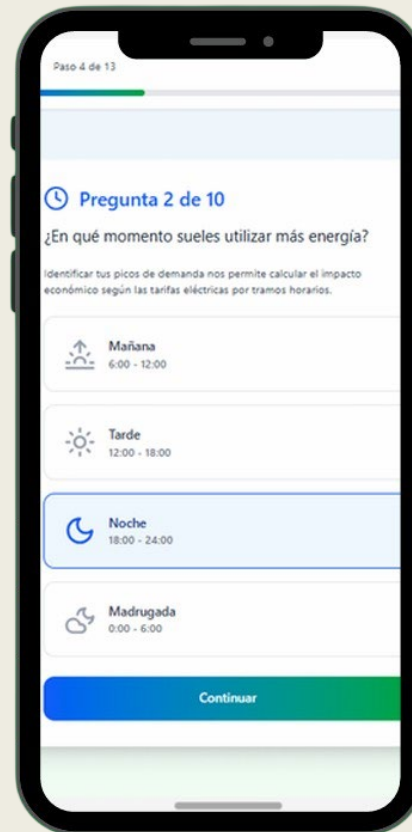 Paso 4 de 13
Pregunta 2 de 10
¿En qué momento sueles utilizar más energía?
Identificar tus picos de demanda nos permite calcular el impacto
económico según las tarifas eléctricas por tramos horarios.
Mañana
6:00 - 12:00
Tarde
12:00 - 18:00
Noche
18:00 - 24:00
Madrugada
0:00 - 6:00
Continuar